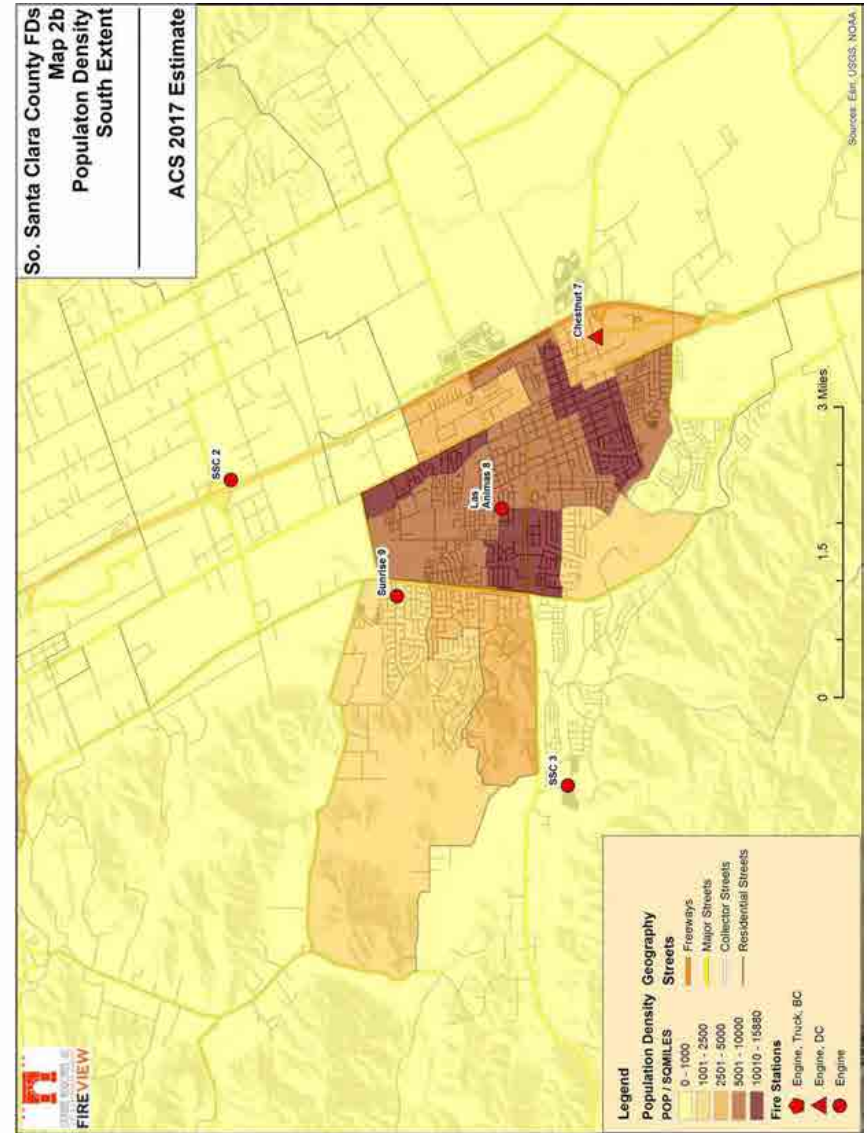 So. Santa Clara County FDs
Map 2b
Populaton Density
South Extent
ACS 2017 Estimate
SSC 2
Sunrise 9
Las
Animas 8
Chestnut 7
SSC 3
0 1.5 3 Miles
FIREVIEW
Legend
Population Density
POP / SQMILES
0 - 1000
1001 - 2500
2501 - 5000
5001 - 10000
10010 - 15880
Geography
Streets
Freeways
Major Streets
Collector Streets
Residential Streets
Fire Stations
Engine, Truck, BC
Engine, DC
Engine
Sources: Esri, USGS, NOAA